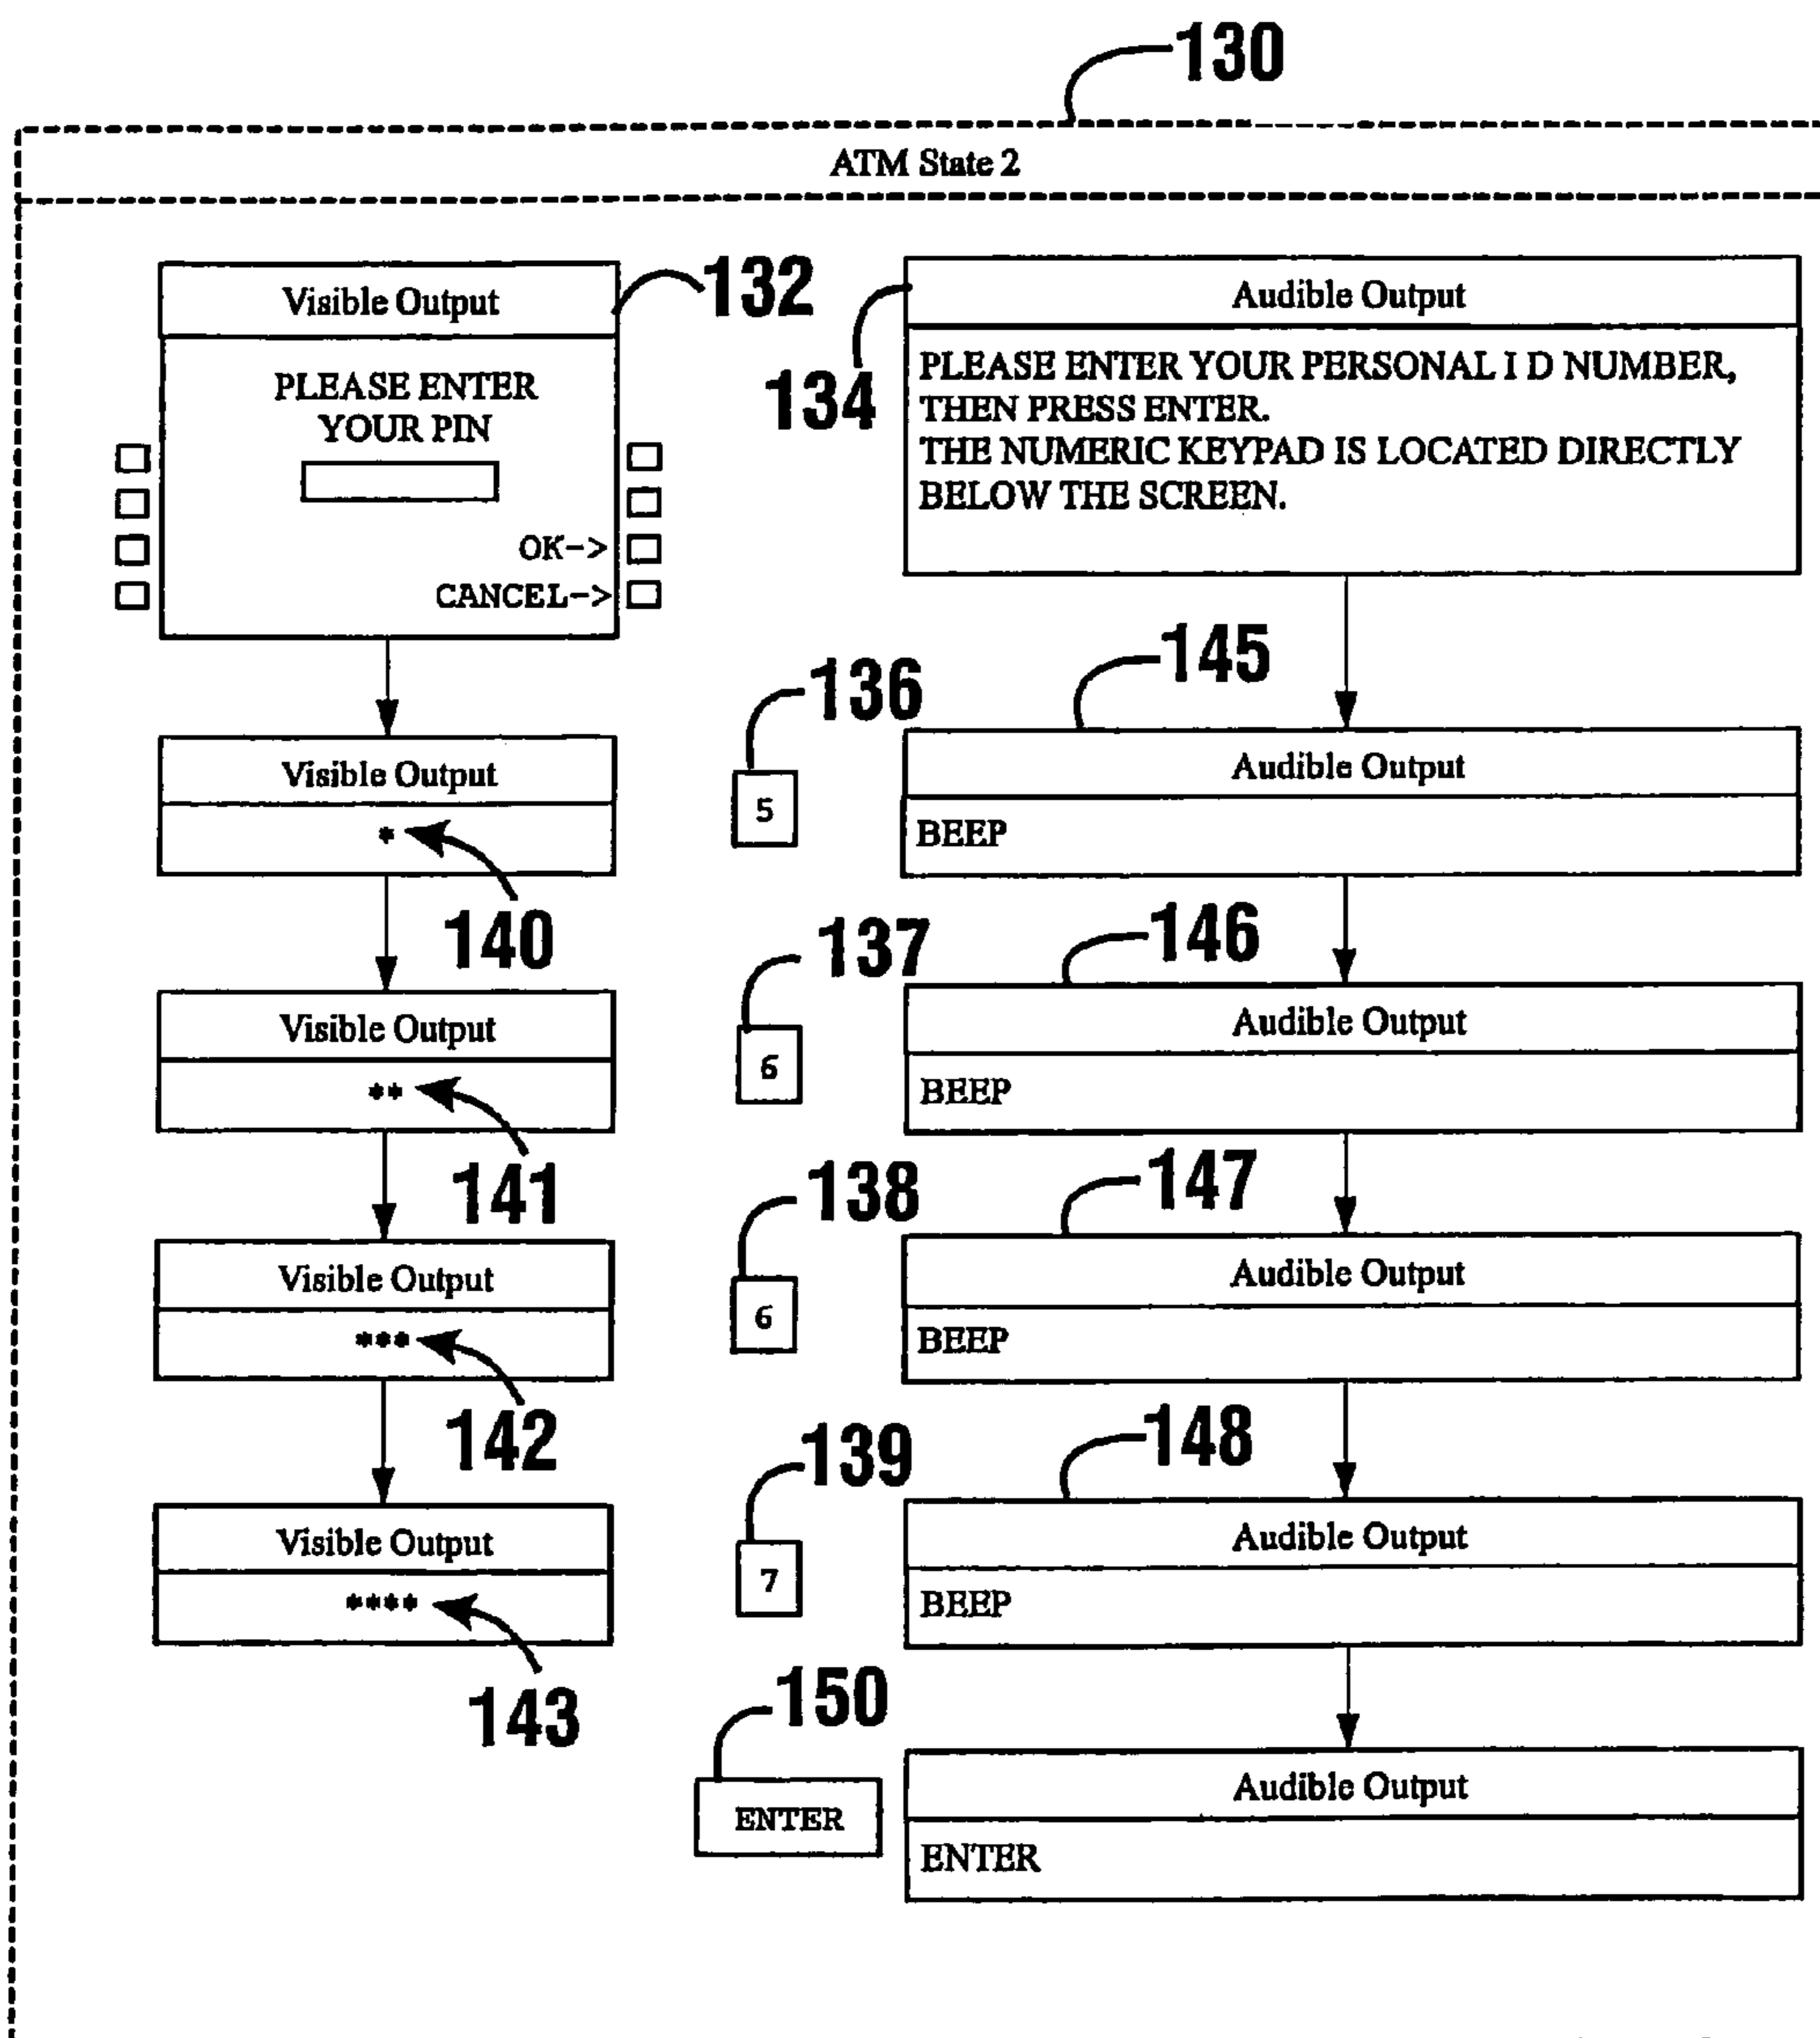 130
ATM State 2
Visible Output
132
PLEASE ENTER
YOUR PIN
OK->
CANCEL->
134
Audible Output
PLEASE ENTER YOUR PERSONAL I D NUMBER,
THEN PRESS ENTER.
THE NUMERIC KEYPAD IS LOCATED DIRECTLY
BELOW THE SCREEN.
Visible Output
*
140
136
5
145
Audible Output
BEEP
Visible Output
**
141
137
6
146
Audible Output
BEEP
Visible Output
***
142
138
6
147
Audible Output
BEEP
Visible Output
****
143
139
7
148
Audible Output
BEEP
150
ENTER
Audible Output
ENTER